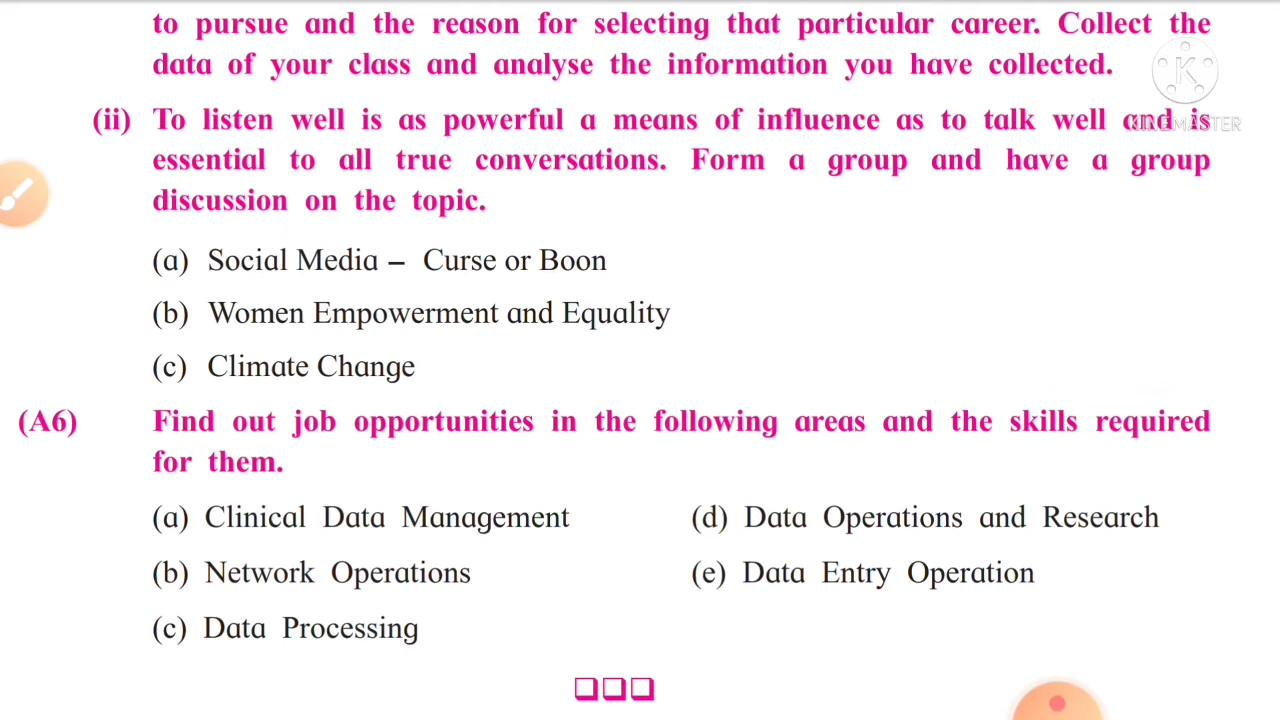 to pursue and the reason for selecting that particular career. Collect the
data of your class and analyse the information you have collected.
K
KINEMASTER
(ii) To listen well is as powerful a means of influence as to talk well and is
essential to all true conversations. Form a group and have a group
discussion on the topic.
(a) Social Media – Curse or Boon
(b) Women Empowerment and Equality
(c) Climate Change
(A6) Find out job opportunities in the following areas and the skills required
for them.
(a) Clinical Data Management (d) Data Operations and Research
(b) Network Operations (e) Data Entry Operation
(c) Data Processing